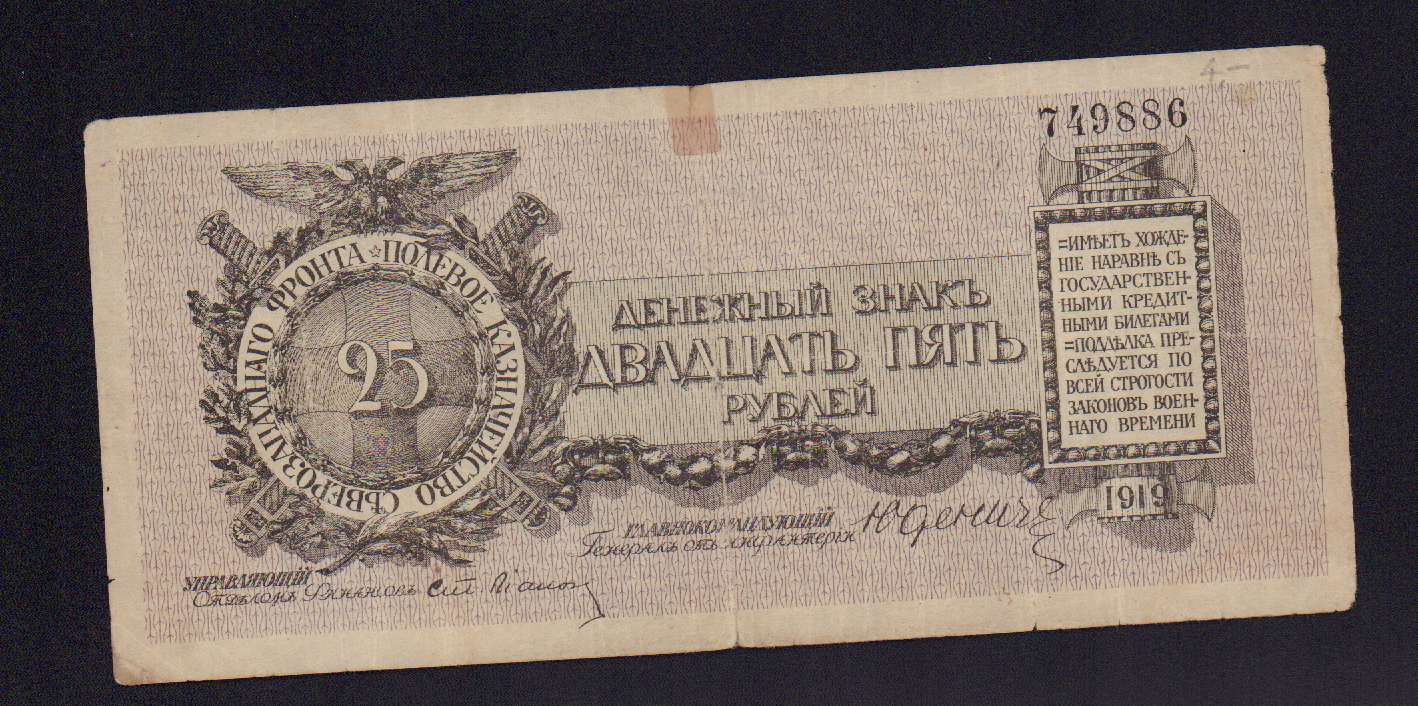 4.—
749886
ПОЛЕВОЕ КАЗНАЧЕЙСТВО СѢВЕРОЗАПАДНАГО ФРОНТА
25
ДЕНЕЖНЫЙ ЗНАКЪ
ДВАДЦАТЬ ПЯТЬ
РУБЛЕЙ
=ИМѢЕТЪ ХОЖДЕ-
НІЕ НАРАВНѢ СЪ
ГОСУДАРСТВЕН-
НЫМИ КРЕДИТ-
НЫМИ БИЛЕТАМИ
=ПОДДѢЛКА ПРЕ-
СЛѢДУЕТСЯ ПО
ВСЕЙ СТРОГОСТИ
ЗАКОНОВЪ ВОЕН-
НАГО ВРЕМЕНИ
1919
ГЛАВНОКОМАНДУЮЩІЙ
Генералъ отъ инфантеріи
УПРАВЛЯЮЩІЙ
Отдѣломъ Финансовъ